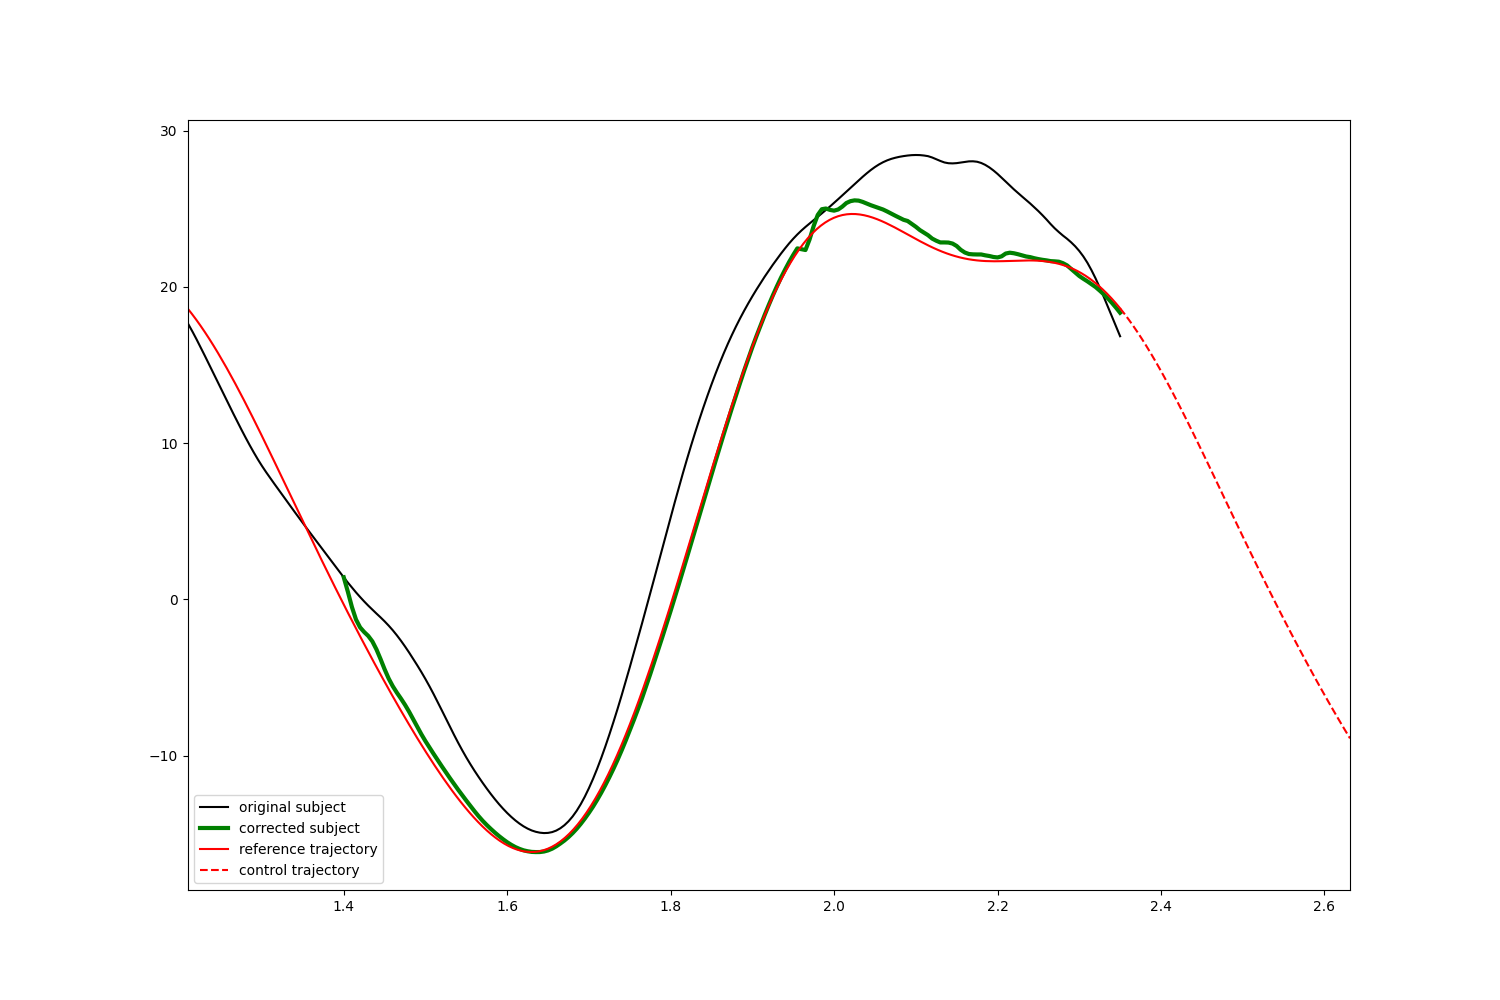 30
20
10
0
−10
1.4 1.6 1.8 2.0 2.2 2.4 2.6
original subject
corrected subject
reference trajectory
control trajectory